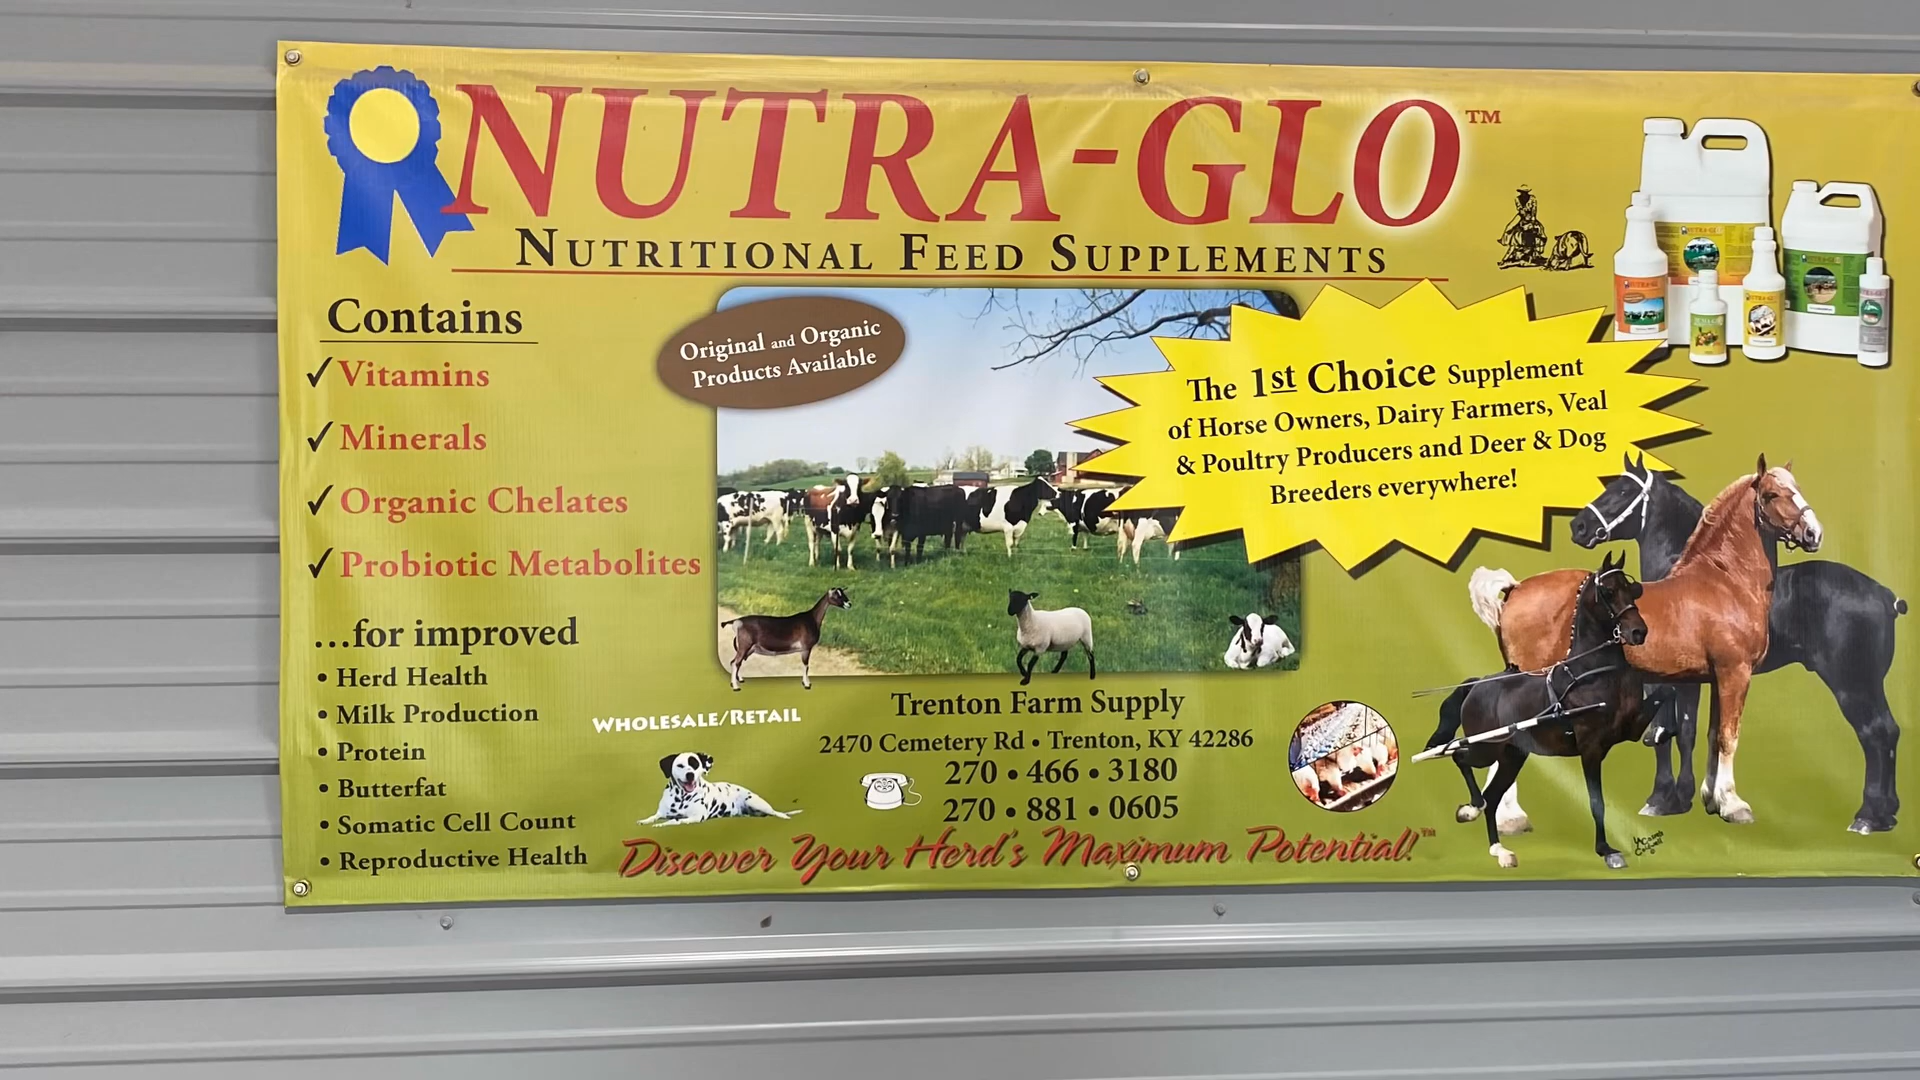 NUTRA-GLO™
NUTRITIONAL FEED SUPPLEMENTS
Contains
✓ Vitamins
✓ Minerals
✓ Organic Chelates
✓ Probiotic Metabolites
...for improved
• Herd Health
• Milk Production
• Protein
• Butterfat
• Somatic Cell Count
• Reproductive Health
Original and Organic
Products Available
The 1st Choice Supplement
of Horse Owners, Dairy Farmers, Veal
& Poultry Producers and Deer & Dog
Breeders everywhere!
WHOLESALE/RETAIL
Trenton Farm Supply
2470 Cemetery Rd • Trenton, KY 42286
270 • 466 • 3180
270 • 881 • 0605
Discover Your Herd's Maximum Potential!™